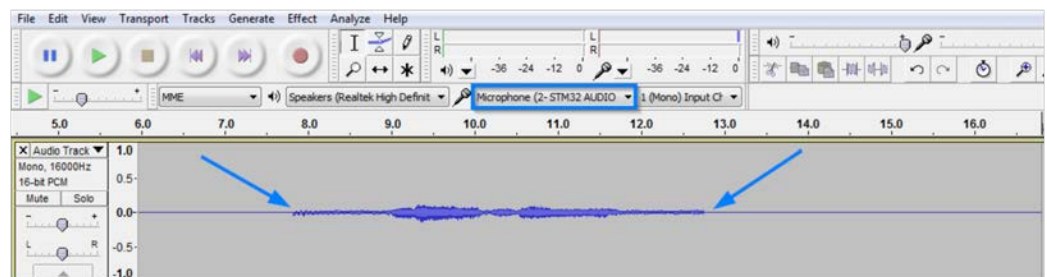 File Edit View Transport Tracks Generate Effect Analyze Help
L
R
-36 -24 -12 0
L
R
-36 -24 -12 0
MME
Speakers (Realtek High Definit
Microphone (2- STM32 AUDIO
1 (Mono) Input Ch
5.0 6.0 7.0 8.0 9.0 10.0 11.0 12.0 13.0 14.0 15.0 16.0
X Audio Track
Mono, 16000Hz
16-bit PCM
Mute Solo
- +
L R
1.0
0.5
0.0
-0.5
-1.0